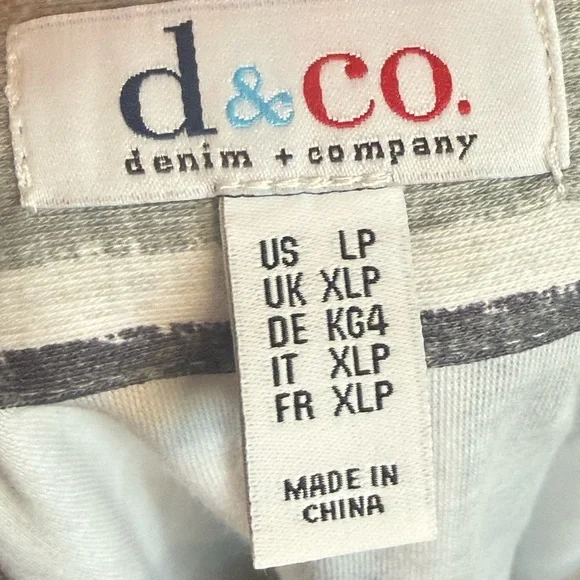 d&co.
denim + company
US LP
UK XLP
DE KG4
IT XLP
FR XLP
MADE IN
CHINA